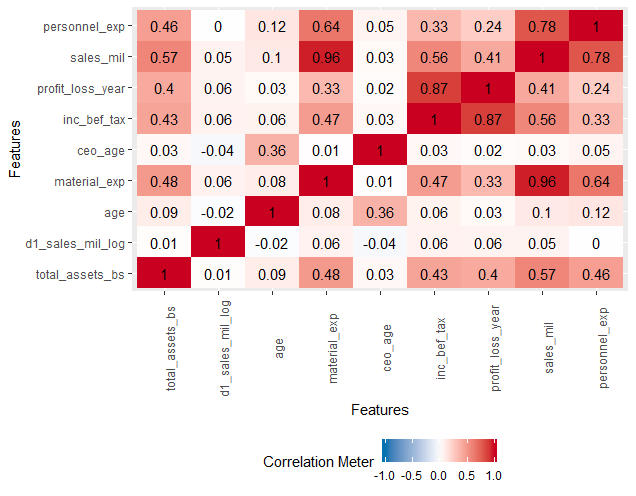 Features
personnel_exp 0.46 0 0.12 0.64 0.05 0.33 0.24 0.78 1
sales_mil 0.57 0.05 0.1 0.96 0.03 0.56 0.41 1 0.78
profit_loss_year 0.4 0.06 0.03 0.33 0.02 0.87 1 0.41 0.24
inc_bef_tax 0.43 0.06 0.06 0.47 0.03 1 0.87 0.56 0.33
ceo_age 0.03 -0.04 0.36 0.01 1 0.03 0.02 0.03 0.05
material_exp 0.48 0.06 0.08 1 0.01 0.47 0.33 0.96 0.64
age 0.09 -0.02 1 0.08 0.36 0.06 0.03 0.1 0.12
d1_sales_mil_log 0.01 1 -0.02 0.06 -0.04 0.06 0.06 0.05 0
total_assets_bs 1 0.01 0.09 0.48 0.03 0.43 0.4 0.57 0.46
total_assets_bs
d1_sales_mil_log
age
material_exp
ceo_age
inc_bef_tax
profit_loss_year
sales_mil
personnel_exp
Features
Correlation Meter
-1.0 -0.5 0.0 0.5 1.0